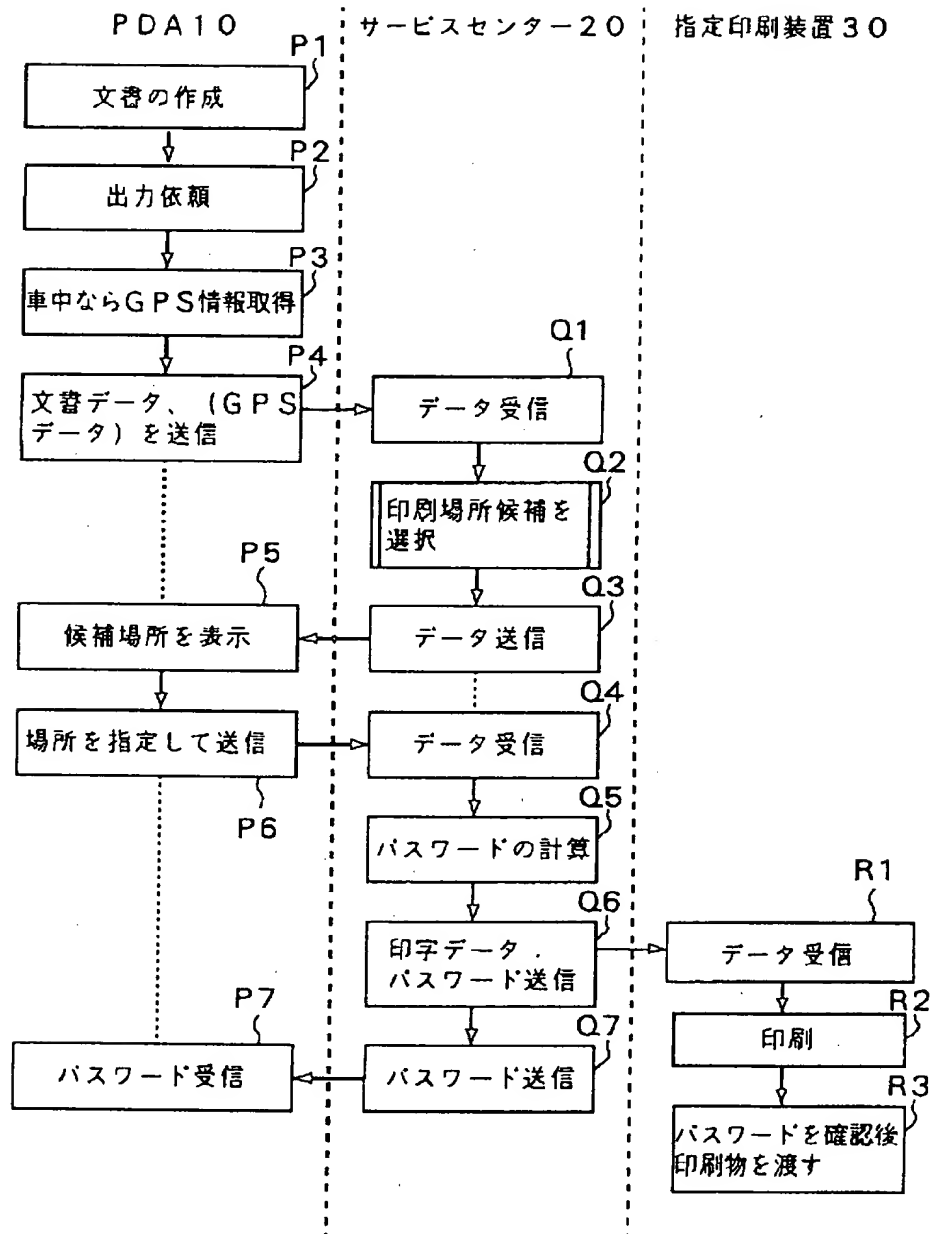 PDA10
サービスセンター20
指定印刷装置30
P1
文書の作成
P2
出力依頼
P3
車中ならGPS情報取得
P4
文書データ、(GPS
データ)を送信
Q1
データ受信
Q2
印刷場所候補を
選択
P5
候補場所を表示
Q3
データ送信
P6
場所を指定して送信
Q4
データ受信
Q5
パスワードの計算
Q6
印字データ.
パスワード送信
R1
データ受信
R2
印刷
P7
パスワード受信
Q7
パスワード送信
R3
パスワードを確認後
印刷物を渡す